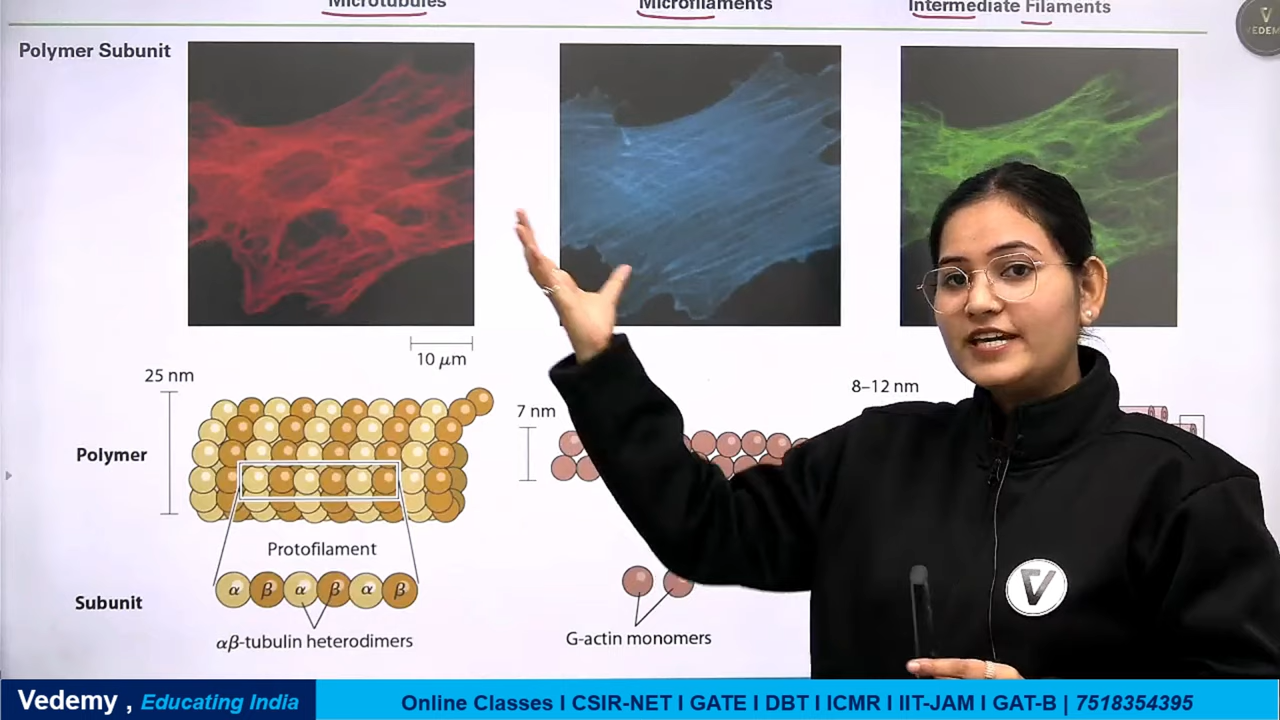 Microtubules Microfilaments Intermediate Filaments
VEDEM
Polymer Subunit
10 μm
25 nm
7 nm
8–12 nm
Polymer
Protofilament
α β α β α β
Subunit
αβ-tubulin heterodimers
G-actin monomers
Vedemy , Educating India
Online Classes I CSIR-NET I GATE I DBT I ICMR I IIT-JAM I GAT-B | 7518354395